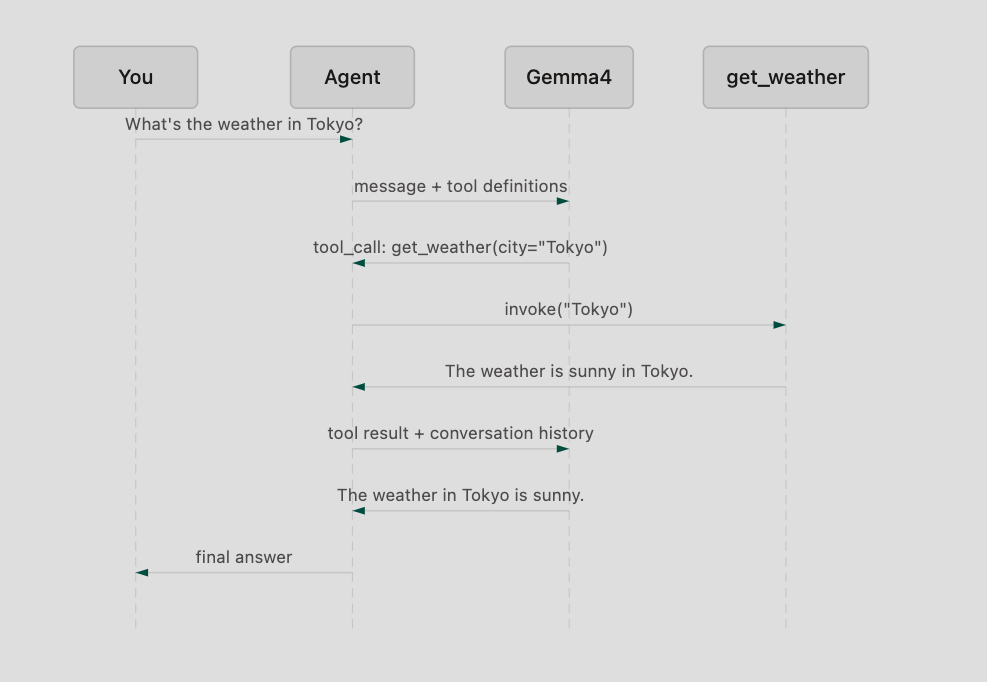 You
Agent
Gemma4
get_weather
What's the weather in Tokyo?
message + tool definitions
tool_call: get_weather(city="Tokyo")
invoke("Tokyo")
The weather is sunny in Tokyo.
tool result + conversation history
The weather in Tokyo is sunny.
final answer